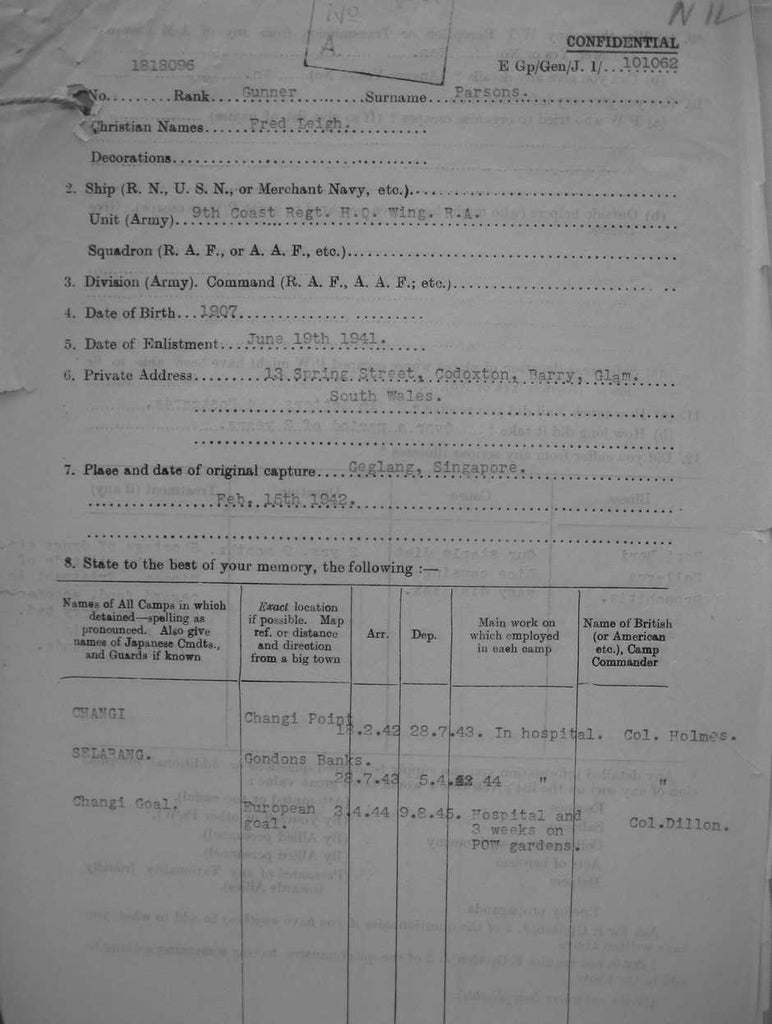 No
N IL
A
CONFIDENTIAL
1818096
E Gp/Gen/J. 1/...101062
No.........Rank...Gunner..........Surname...Parsons.
Christian Names......Fred Leigh.
Decorations.
2. Ship (R. N., U. S. N., or Merchant Navy, etc.).
Unit (Army)..9th Coast Regt. H.Q. Wing. R.A.
Squadron (R. A. F., or A. A. F., etc.)
3. Division (Army). Command (R. A. F., A. A. F.; etc.)
4. Date of Birth...1907.
5. Date of Enlistment...June 19th 1941.
6. Private Address.........13 Spring Street, Codoxton, Barry, Glam.
South Wales.
7. Place and date of original capture....Geglang, Singapore.
Feb. 15th 1942.
8. State to the best of your memory, the following :—
Names of All Camps in which detained—spelling as pronounced. Also give names of Japanese Cmdts., and Guards if known
Exact location if possible. Map ref. or distance and direction from a big town
Arr.
Dep.
Main work on which employed in each camp
Name of British (or American etc.), Camp Commander
CHANGI
Changi Point
.2.42 28.7.43. In hospital. Col. Holmes.
SELARANG.
Gondons Banks.
28.7.43 5.4. 44 " "
Changi Goal. European goal. 3.4.44 9.8.45. Hospital and 3 weeks on POW gardens. Col.Dillon.